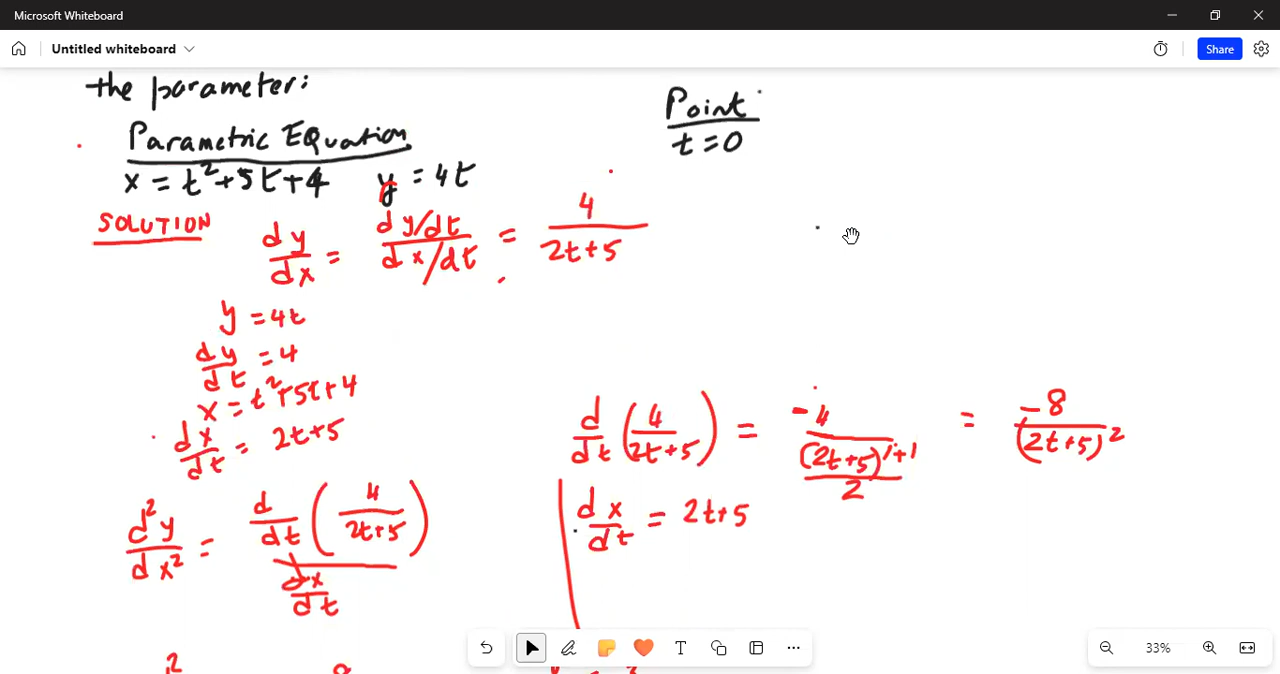 Microsoft Whiteboard
Untitled whiteboard
Share
the parameter:
Point
t = 0
Parametric Equation
x = t²+5t+4 y = 4t
SOLUTION
dy/dx = (dy/dt)/(dx/dt) = 4/(2t+5)
y = 4t
dy/dt = 4
x = t²+5t+4
dx/dt = 2t+5
d/dt (4/(2t+5)) = -4/((2t+5)^(1+1)/2) = -8/(2t+5)²
d²y/dx² = (d/dt (4/(2t+5)))/(dx/dt)
dx/dt = 2t+5
33%